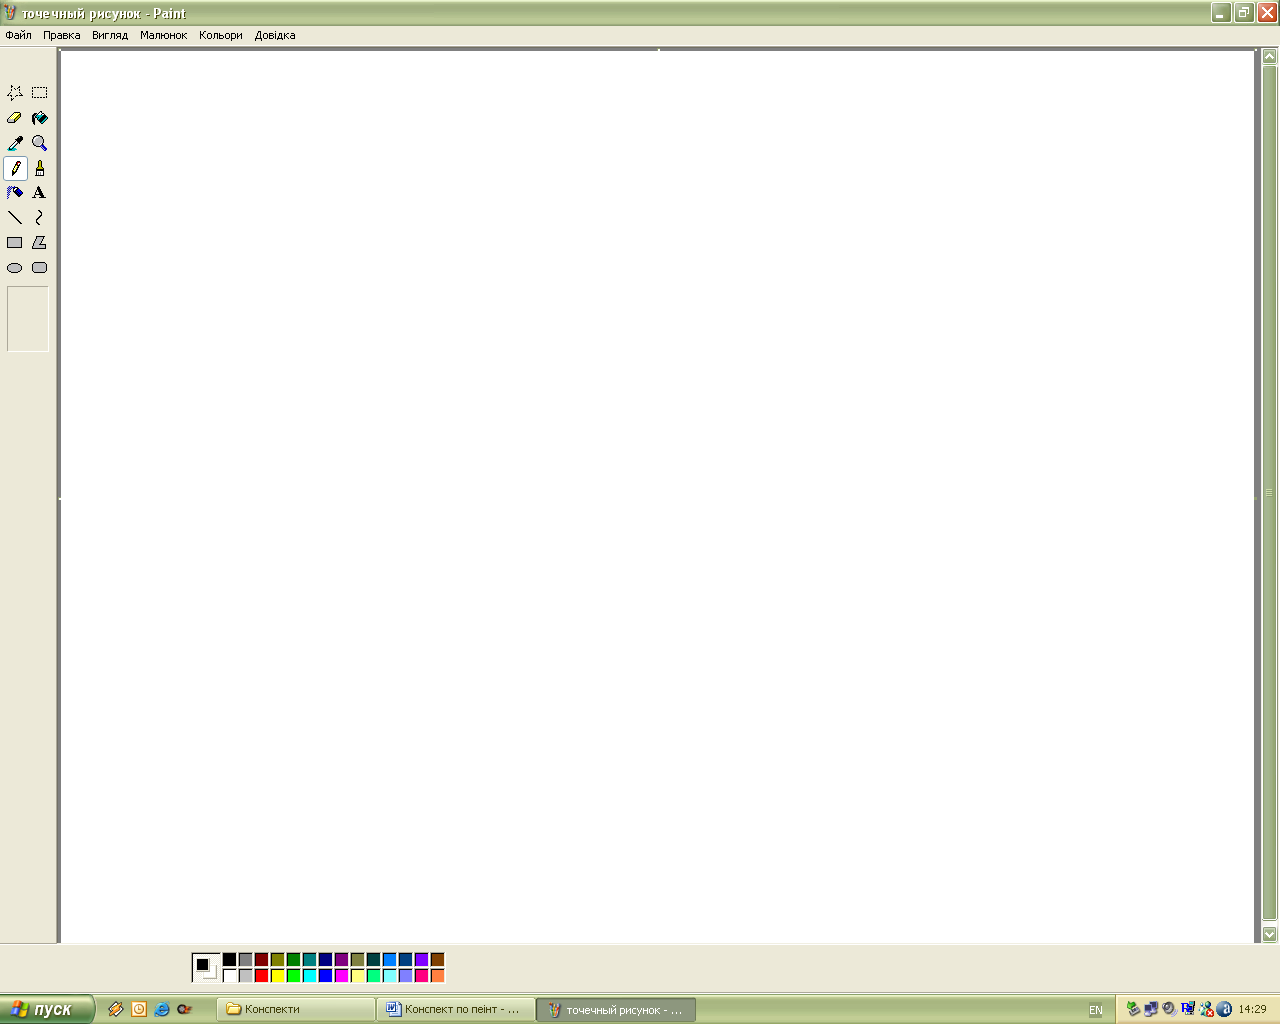 точечный рисунок - Paint
Файл Правка Вигляд Малюнок Кольори Довідка
A
пуск Конспекти Конспект по пеінт - ... точечный рисунок - ... EN 14:29